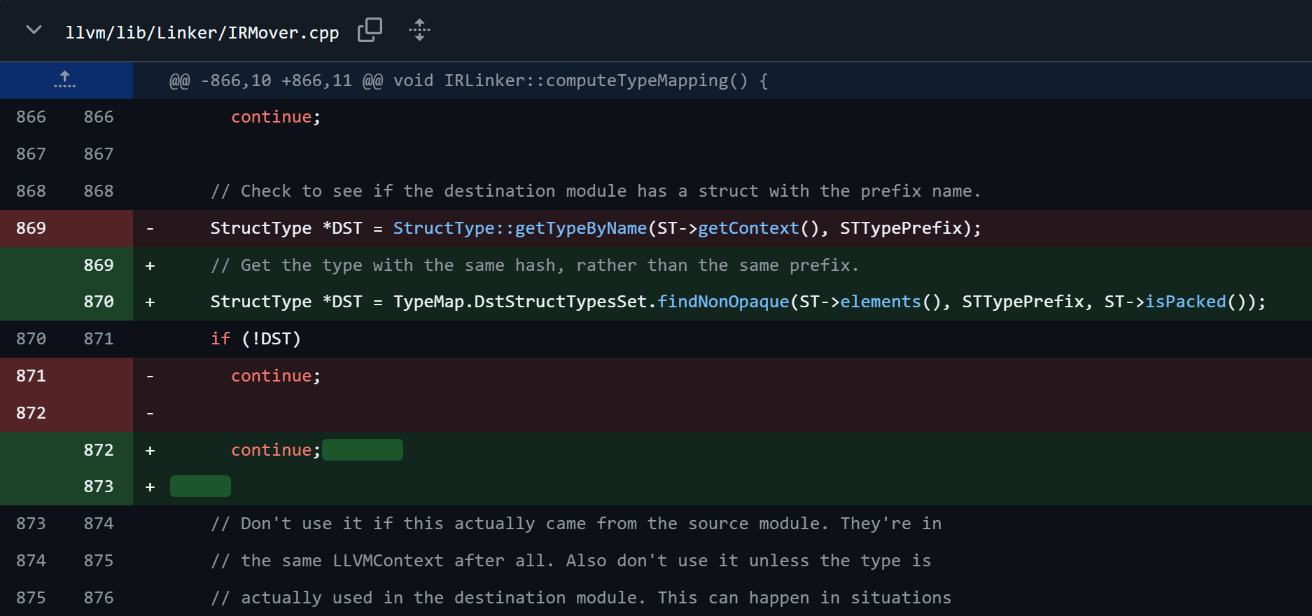 llvm/lib/Linker/IRMover.cpp
@@ -866,10 +866,11 @@ void IRLinker::computeTypeMapping() {
866 866 continue;
867 867
868 868 // Check to see if the destination module has a struct with the prefix name.
869 - StructType *DST = StructType::getTypeByName(ST->getContext(), STTypePrefix);
869 + // Get the type with the same hash, rather than the same prefix.
870 + StructType *DST = TypeMap.DstStructTypesSet.findNonOpaque(ST->elements(), STTypePrefix, ST->isPacked());
870 871 if (!DST)
871 - continue;
872 -
872 + continue;
873 +
873 874 // Don't use it if this actually came from the source module. They're in
874 875 // the same LLVMContext after all. Also don't use it unless the type is
875 876 // actually used in the destination module. This can happen in situations